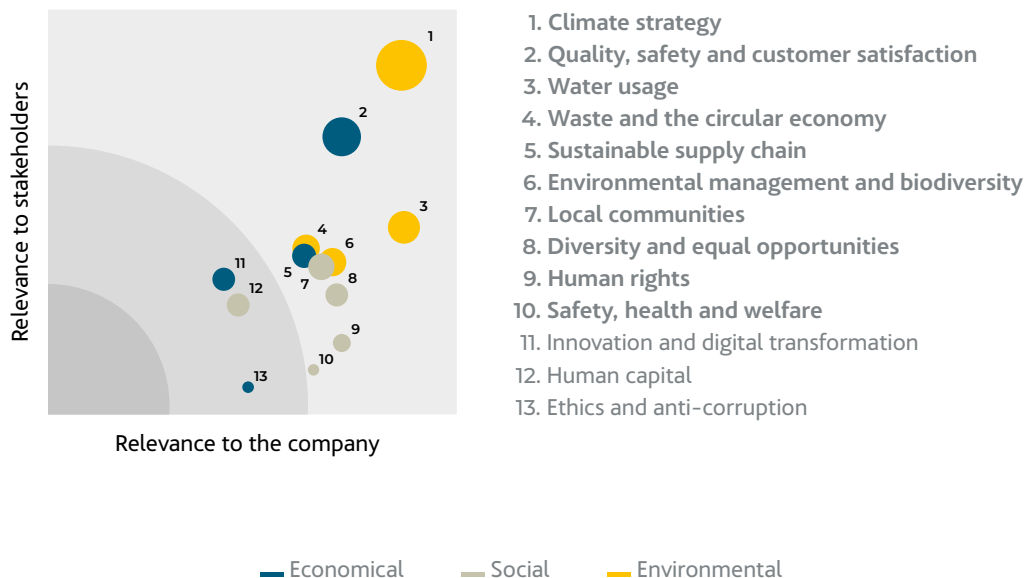 Relevance to stakeholders
1
2
3
4
5
6
7
8
9
10
11
12
13
Relevance to the company
1. Climate strategy
2. Quality, safety and customer satisfaction
3. Water usage
4. Waste and the circular economy
5. Sustainable supply chain
6. Environmental management and biodiversity
7. Local communities
8. Diversity and equal opportunities
9. Human rights
10. Safety, health and welfare
11. Innovation and digital transformation
12. Human capital
13. Ethics and anti-corruption
Economical
Social
Environmental